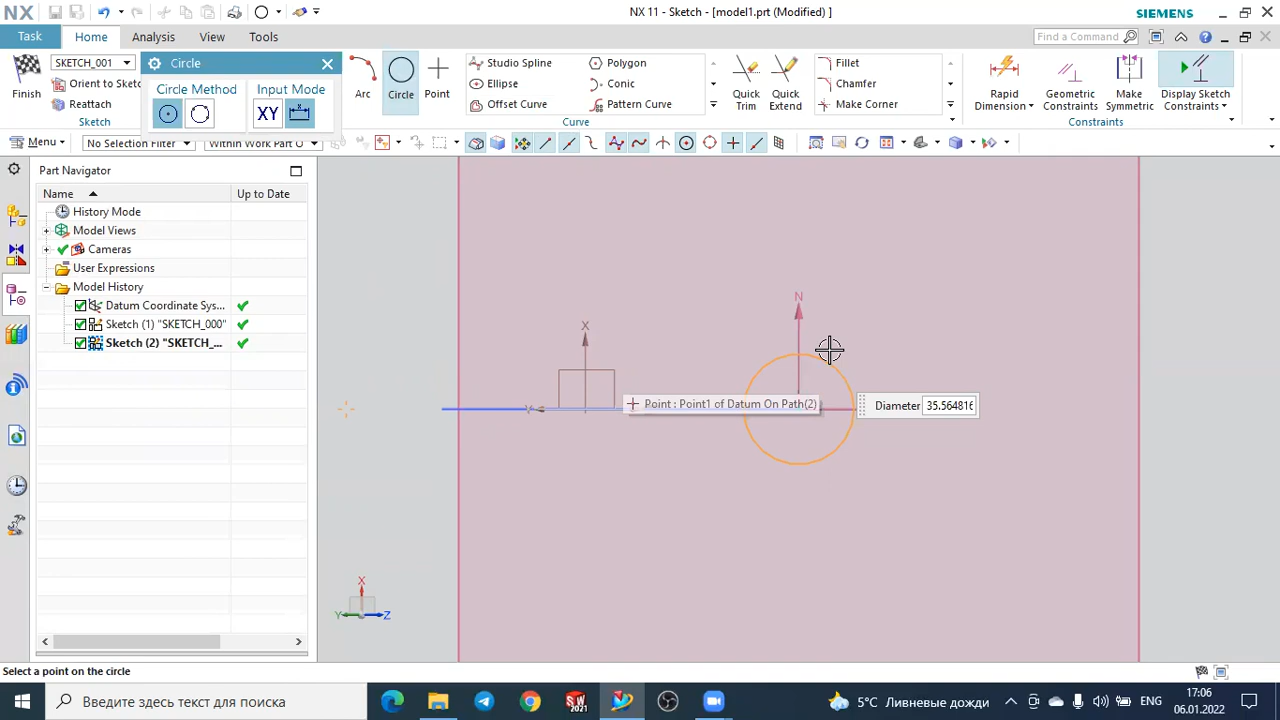 NX
NX 11 - Sketch - [model1.prt (Modified) ]
SIEMENS
Task
Home
Analysis
View
Tools
Find a Command
SKETCH_001
Finish
Orient to Sketc
Reattach
Sketch
Circle
Circle Method
Input Mode
XY
Arc
Circle
Point
Studio Spline
Polygon
Ellipse
Conic
Offset Curve
Pattern Curve
Curve
Quick
Trim
Quick
Extend
Fillet
Chamfer
Make Corner
Rapid
Dimension
Geometric
Constraints
Make
Symmetric
Display Sketch
Constraints
Constraints
Menu
No Selection Filter
Within Work Part O
Part Navigator
Name
Up to Date
History Mode
Model Views
Cameras
User Expressions
Model History
Datum Coordinate Sys...
Sketch (1) "SKETCH_000"
Sketch (2) "SKETCH_...
N
X
Y
Point : Point1 of Datum On Path(2)
Diameter
35.564816
X
Y
Z
Select a point on the circle
Введите здесь текст для поиска
SW
2021
5°C Ливневые дожди
ENG
17:06
06.01.2022